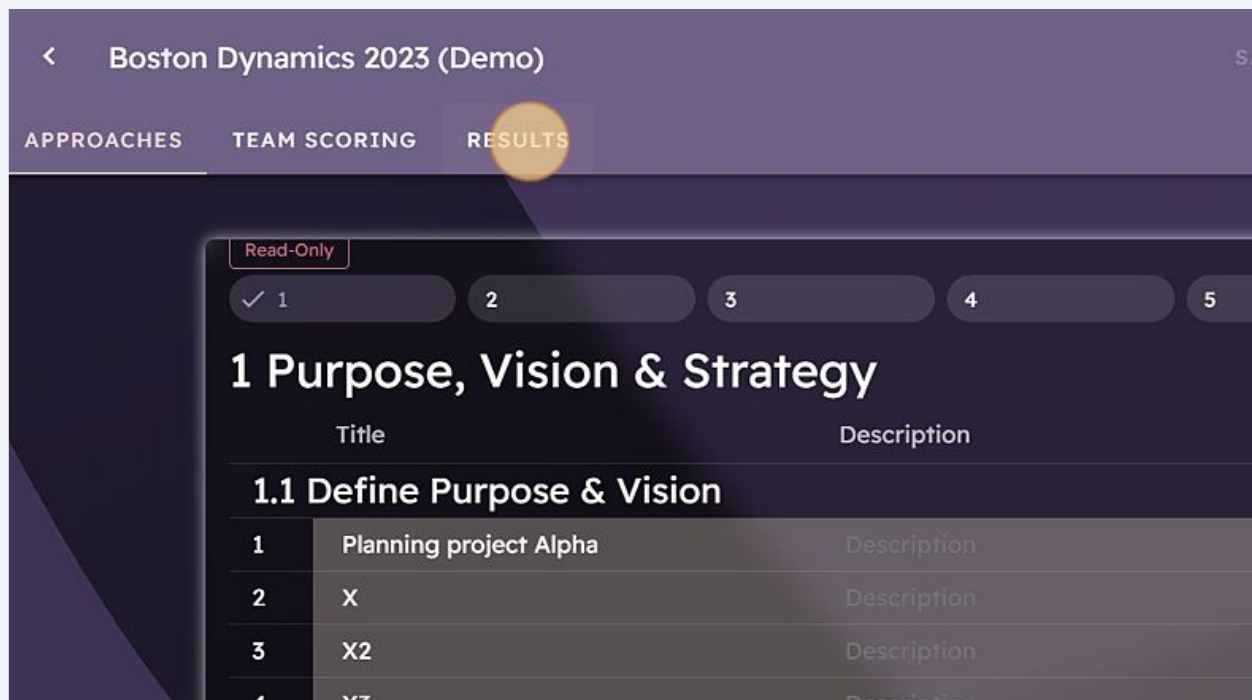 Boston Dynamics 2023 (Demo)
APPROACHES TEAM SCORING RESULTS
Read-Only
1 2 3 4 5
1 Purpose, Vision & Strategy
Title Description
1.1 Define Purpose & Vision
1 Planning project Alpha Description
2 X Description
3 X2 Description